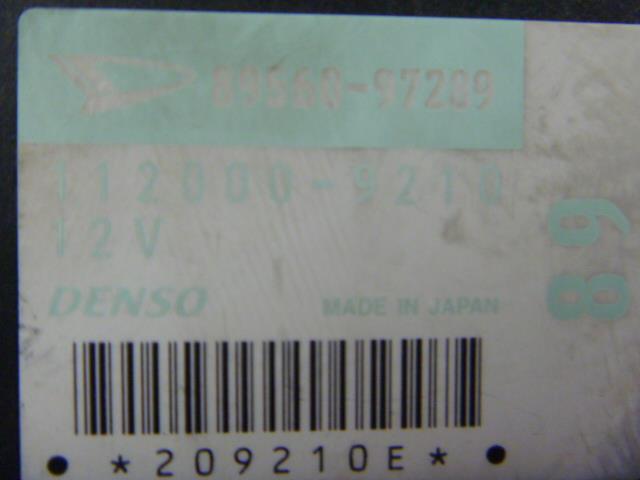 89560-97209
112000-9210
12V
DENSO MADE IN JAPAN
89
• *209210E* •